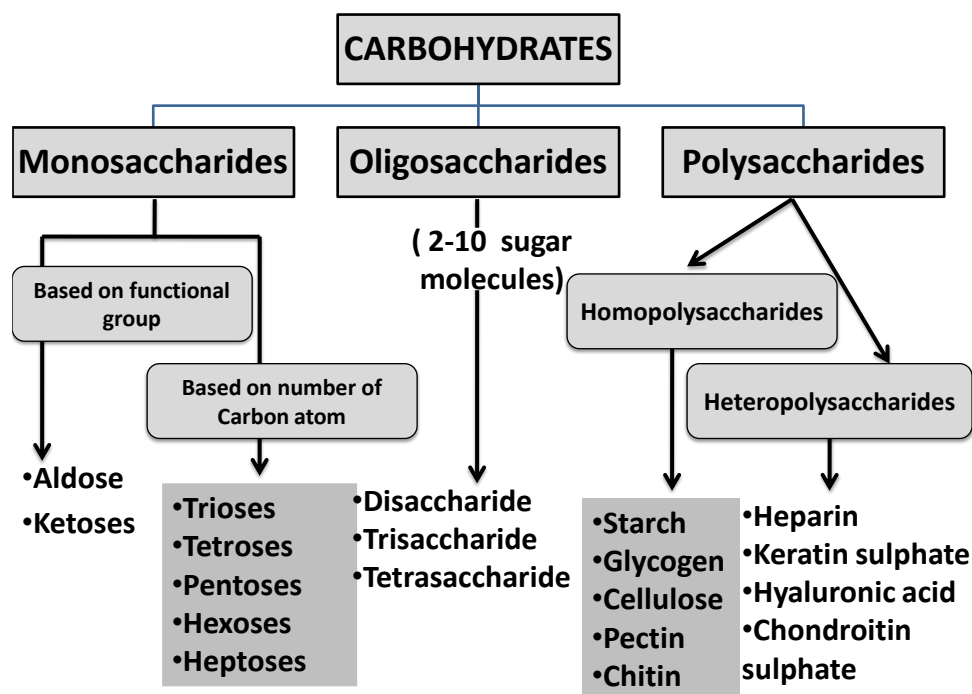 CARBOHYDRATES
Monosaccharides
Oligosaccharides
Polysaccharides
( 2-10 sugar
molecules)
Based on functional
group
Homopolysaccharides
Based on number of
Carbon atom
Heteropolysaccharides
•Aldose
•Ketoses
•Trioses
•Tetroses
•Pentoses
•Hexoses
•Heptoses
•Disaccharide
•Trisaccharide
•Tetrasaccharide
•Starch
•Glycogen
•Cellulose
•Pectin
•Chitin
•Heparin
•Keratin sulphate
•Hyaluronic acid
•Chondroitin
sulphate